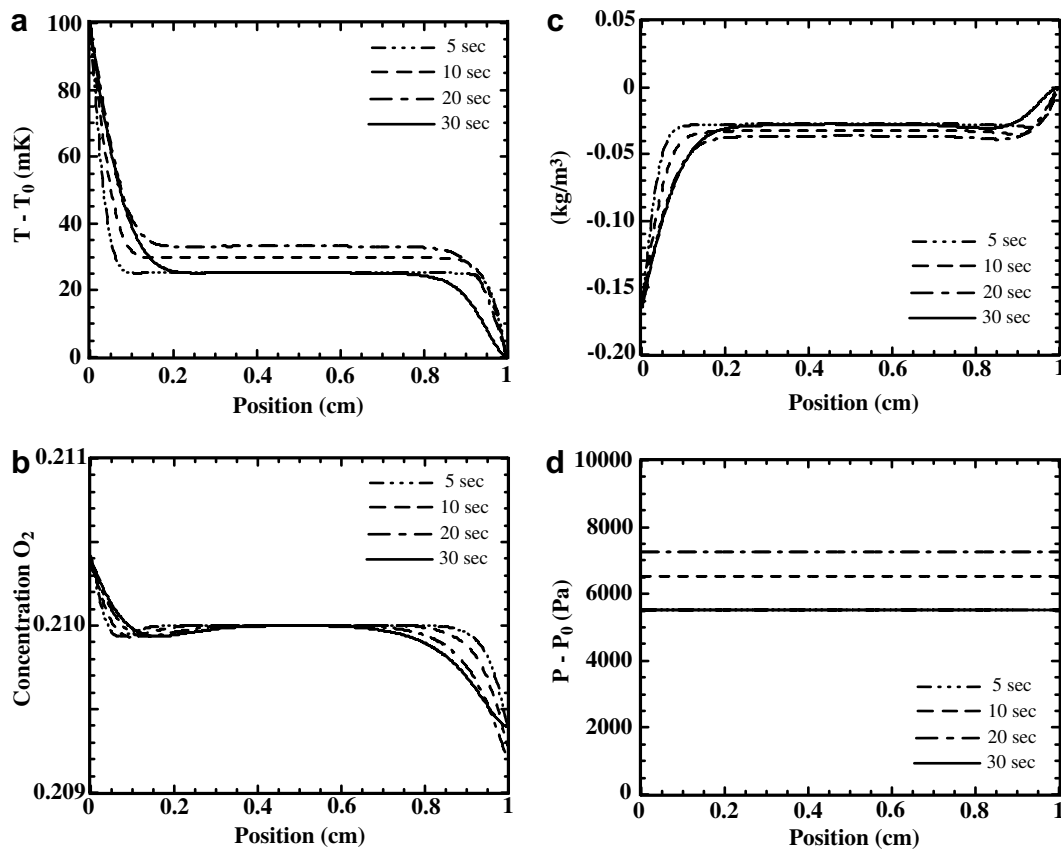 a
100
80
60
40
20
0
T - T₀ (mK)
5 sec
10 sec
20 sec
30 sec
0 0.2 0.4 0.6 0.8 1
Position (cm)
c
0.05
0
-0.05
-0.10
-0.15
-0.20
(kg/m³)
5 sec
10 sec
20 sec
30 sec
0 0.2 0.4 0.6 0.8 1
Position (cm)
b
0.211
0.210
0.209
Concentration O₂
5 sec
10 sec
20 sec
30 sec
0 0.2 0.4 0.6 0.8 1
Position (cm)
d
10000
8000
6000
4000
2000
0
P - P₀ (Pa)
5 sec
10 sec
20 sec
30 sec
0 0.2 0.4 0.6 0.8 1
Position (cm)